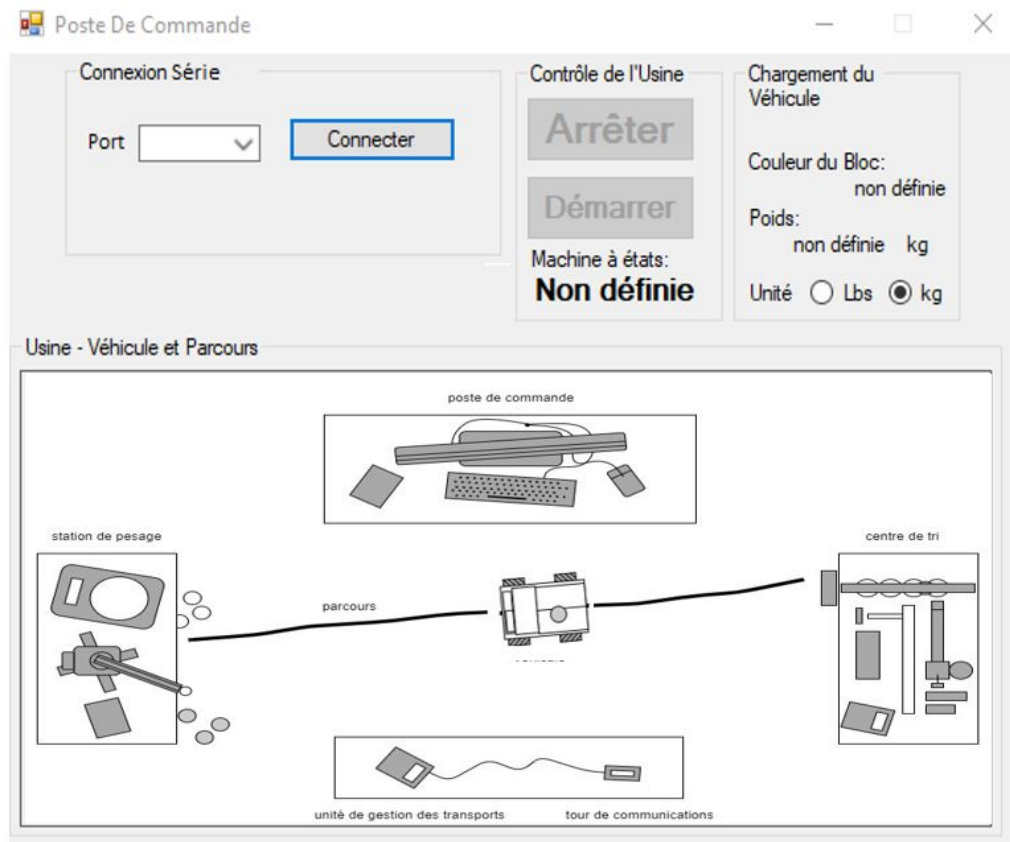 Poste De Commande
Connexion Série
Port
Connecter
Contrôle de l'Usine
Arrêter
Démarrer
Machine à états:
Non définie
Chargement du
Véhicule
Couleur du Bloc:
non définie
Poids:
non définie kg
Unité Lbs kg
Usine - Véhicule et Parcours
poste de commande
station de pesage
centre de tri
parcours
unité de gestion des transports
tour de communications